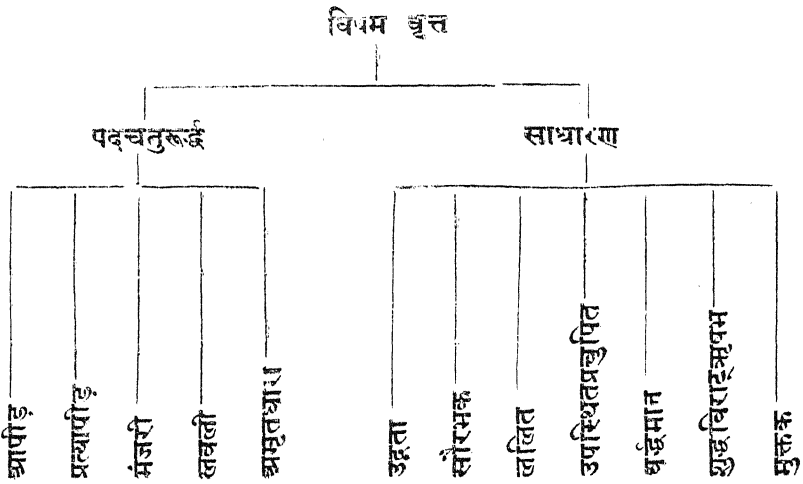 विषम वृत्त
पदचतुरूर्द्ध
साधारण
आपीड़
प्रत्यापीड़
मंजरी
लवली
अमृतधारा
उद्गता
सौरभक
ललित
उपस्थितप्रचुपित
वर्द्धमान
शुद्धविराट्ऋषभ
मुक्तक